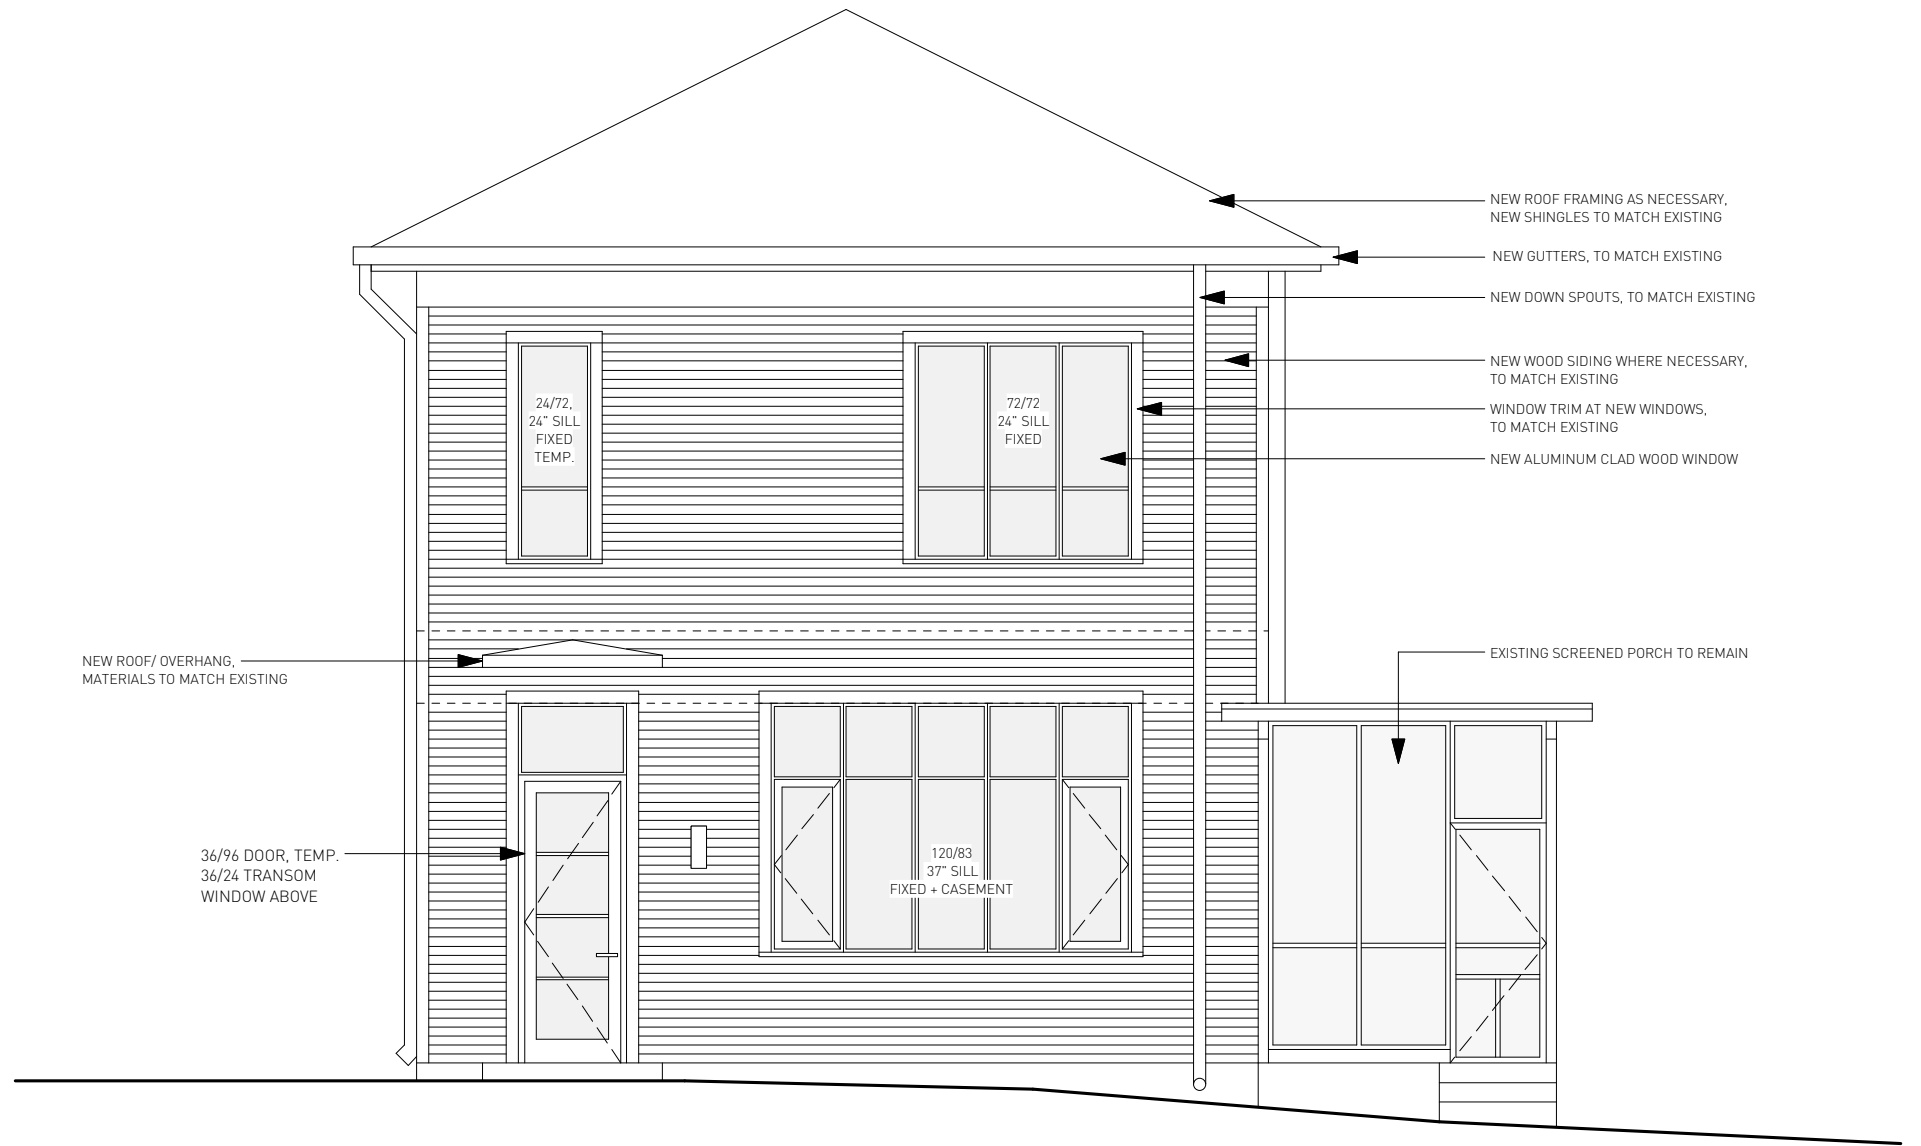 NEW ROOF FRAMING AS NECESSARY,
NEW SHINGLES TO MATCH EXISTING
NEW GUTTERS, TO MATCH EXISTING
NEW DOWN SPOUTS, TO MATCH EXISTING
NEW WOOD SIDING WHERE NECESSARY,
TO MATCH EXISTING
WINDOW TRIM AT NEW WINDOWS,
TO MATCH EXISTING
NEW ALUMINUM CLAD WOOD WINDOW
24/72,
24" SILL
FIXED
TEMP.
72/72
24" SILL
FIXED
NEW ROOF/ OVERHANG,
MATERIALS TO MATCH EXISTING
EXISTING SCREENED PORCH TO REMAIN
36/96 DOOR, TEMP.
36/24 TRANSOM
WINDOW ABOVE
120/83
37" SILL
FIXED + CASEMENT